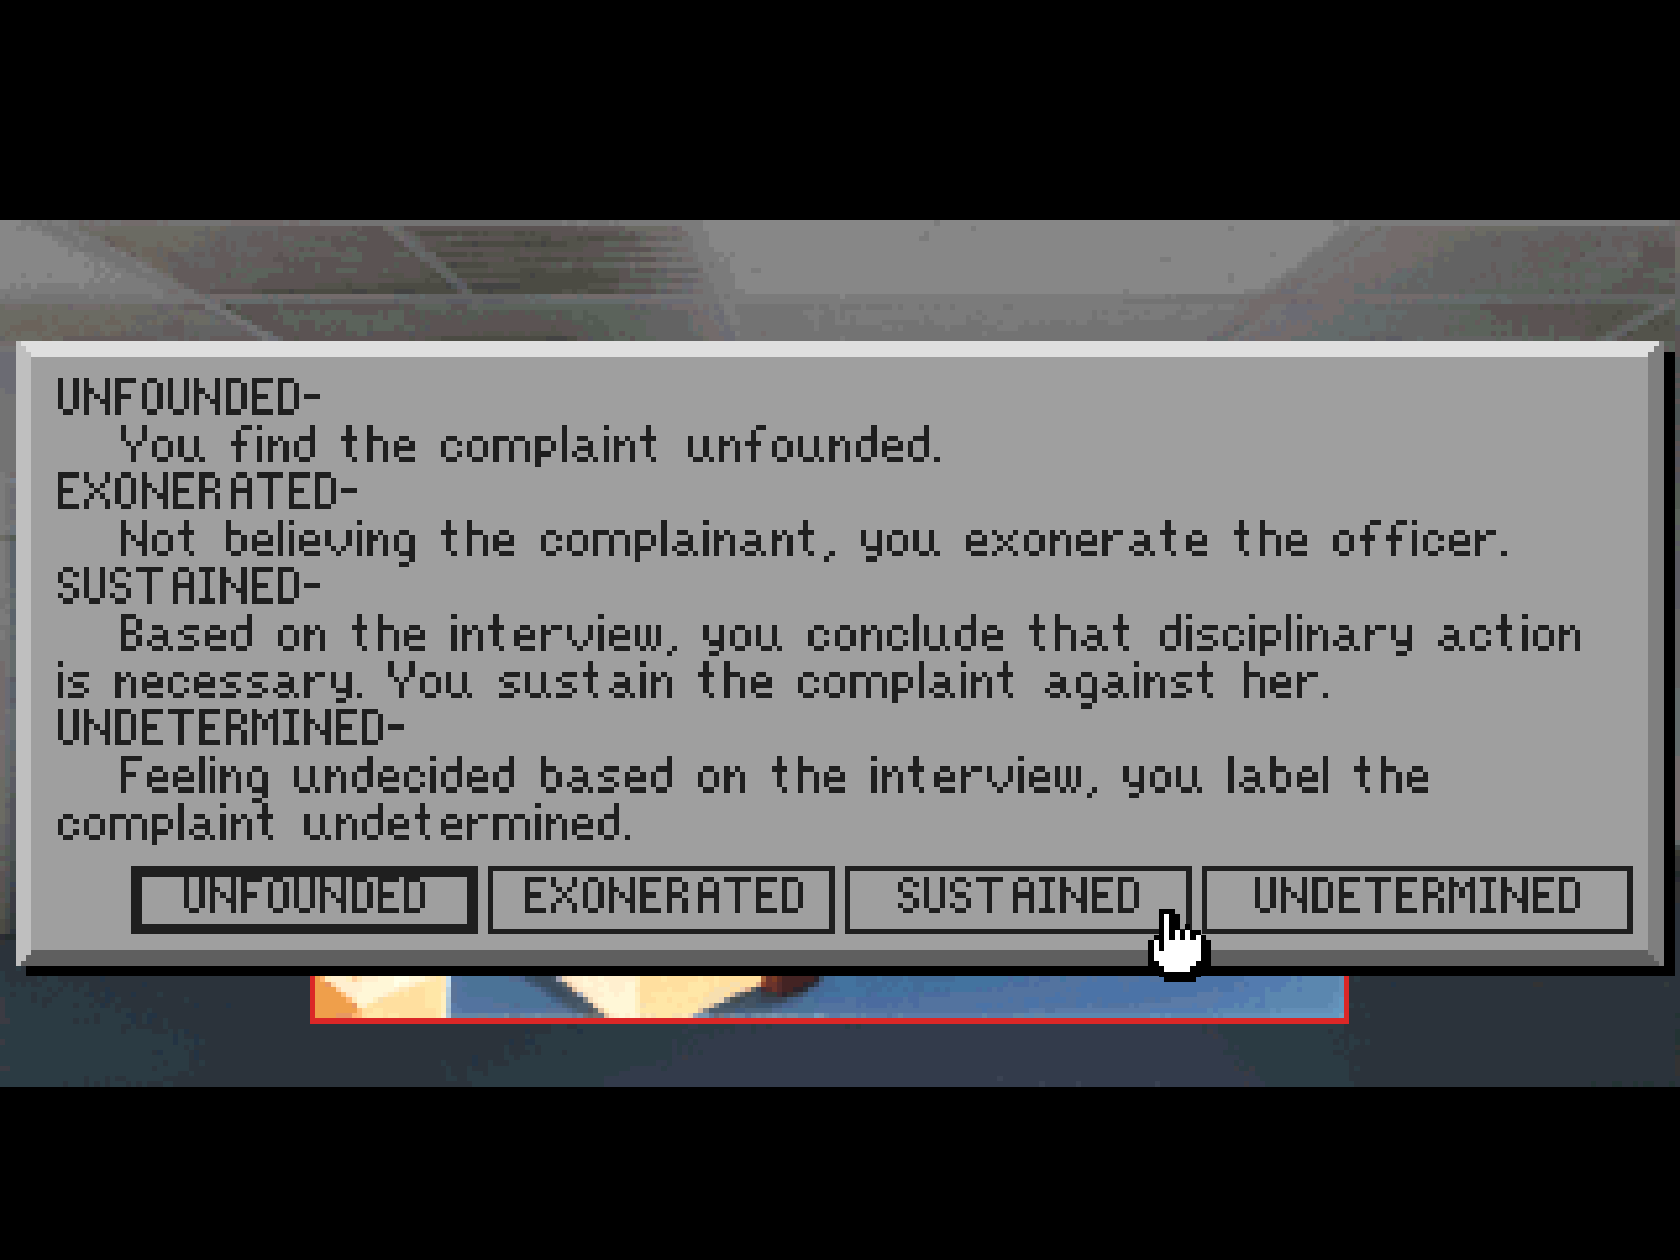 UNFOUNDED-
You find the complaint unfounded.
EXONERATED-
Not believing the complainant, you exonerate the officer.
SUSTAINED-
Based on the interview, you conclude that disciplinary action
is necessary. You sustain the complaint against her.
UNDETERMINED-
Feeling undecided based on the interview, you label the
complaint undetermined.
UNFOUNDED EXONERATED SUSTAINED UNDETERMINED